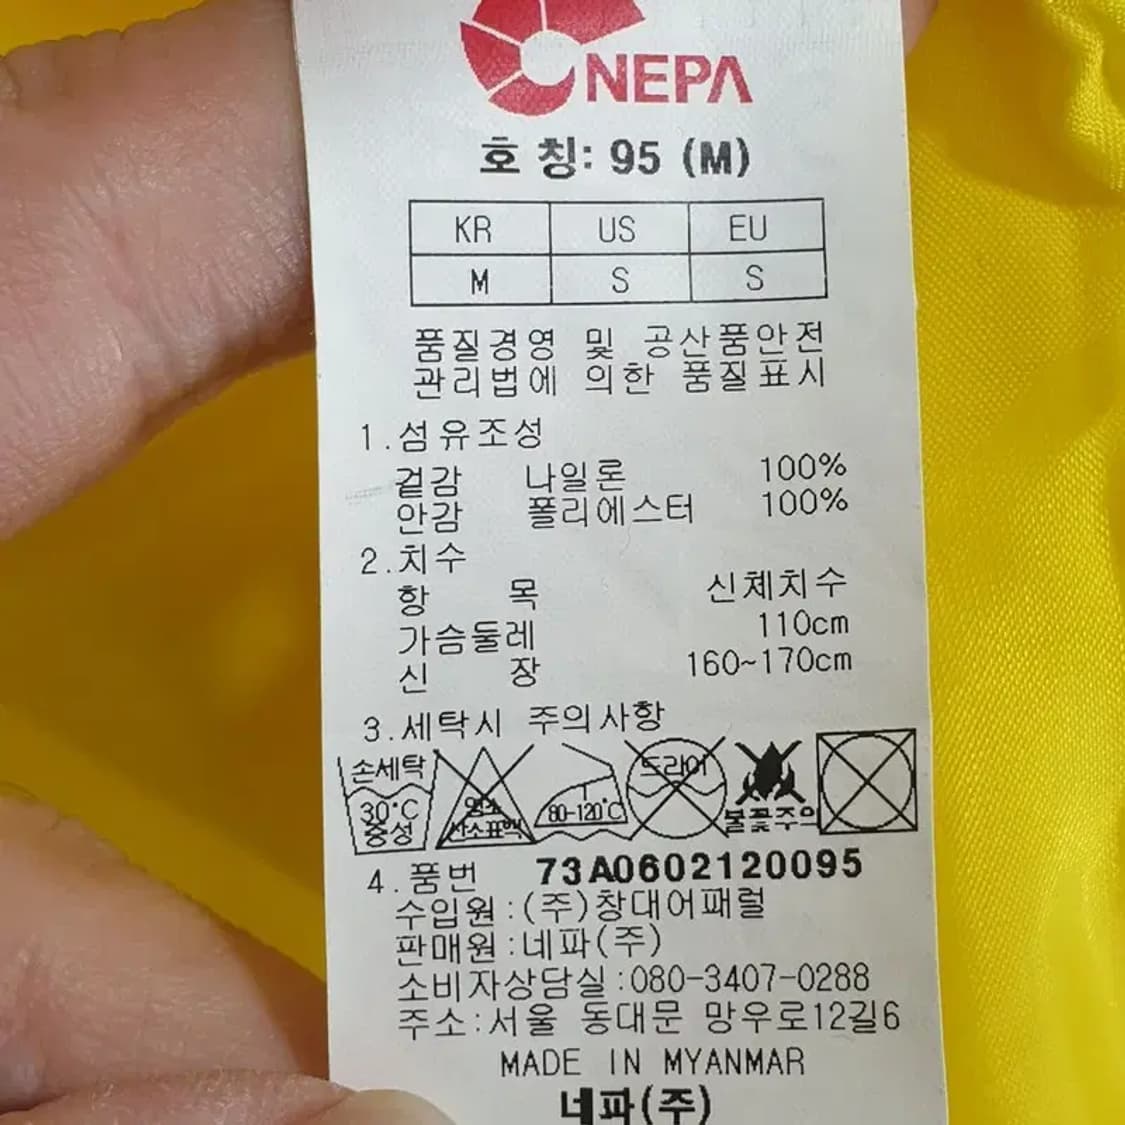 NEPA
호 칭: 95 (M)
KR US EU
M S S
품질경영 및 공산품안전
관리법에 의한 품질표시
1.섬유조성
겉감 나일론 100%
안감 폴리에스터 100%
2.치수
항 목 신체치수
가슴둘레 110cm
신 장 160~170cm
3.세탁시 주의사항
손세탁
30°C
중성
염소
산소표백
80-120°C
드라이
불꽃주의
4.품번 73A0602120095
수입원:(주)창대어패럴
판매원:네파(주)
소비자상담실:080-3407-0288
주소:서울 동대문 망우로12길6
MADE IN MYANMAR
네파(주)